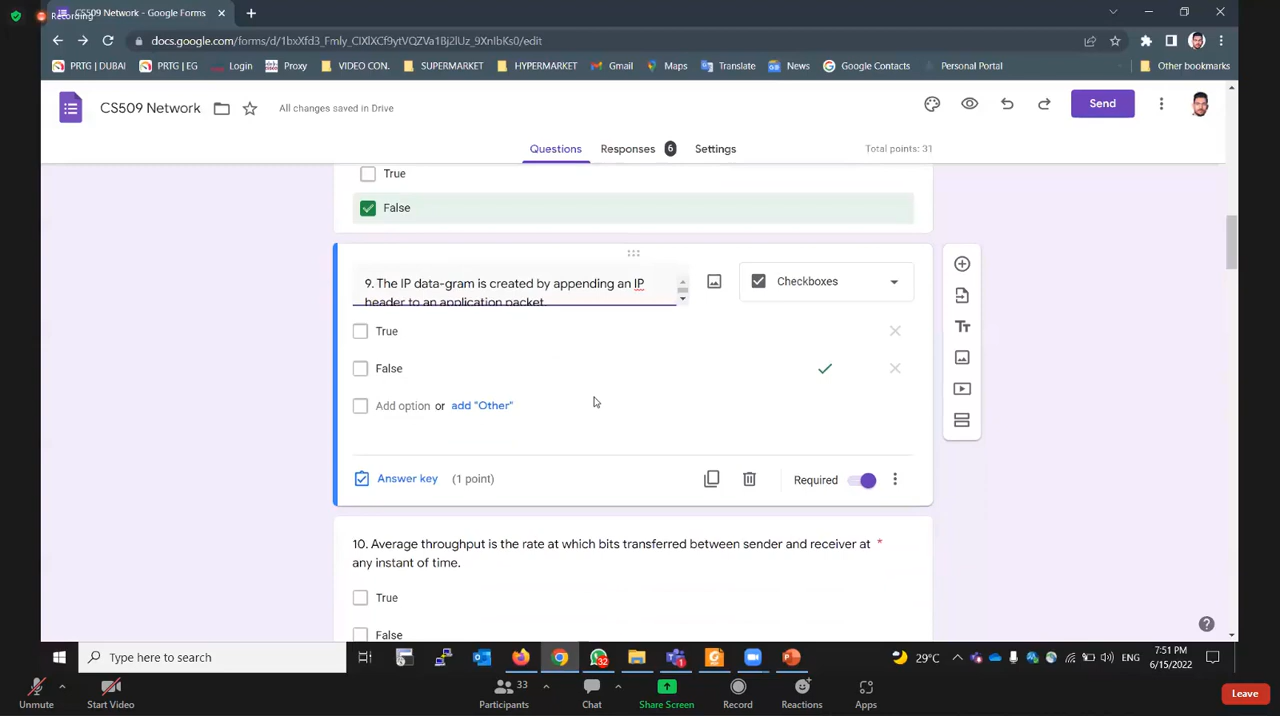 Recording
CS509 Network - Google Forms
docs.google.com/forms/d/1bxXfd3_Fmly_ClXlXCf9ytVQZVa1Bj2lUz_9XnIbKs0/edit
PRTG | DUBAI
PRTG | EG
Login
Proxy
VIDEO CON.
SUPERMARKET
HYPERMARKET
Gmail
Maps
Translate
News
Google Contacts
Personal Portal
Other bookmarks
CS509 Network
All changes saved in Drive
Send
Questions
Responses 6
Settings
Total points: 31
True
False
9. The IP data-gram is created by appending an IP
header to an application packet.
Checkboxes
True
False
Add option or add "Other"
Answer key (1 point)
Required
10. Average throughput is the rate at which bits transferred between sender and receiver at *
any instant of time.
True
False
Type here to search
32
1
29°C
ENG
7:51 PM
6/15/2022
Unmute
Start Video
33
Participants
Chat
Share Screen
Record
Reactions
Apps
Leave